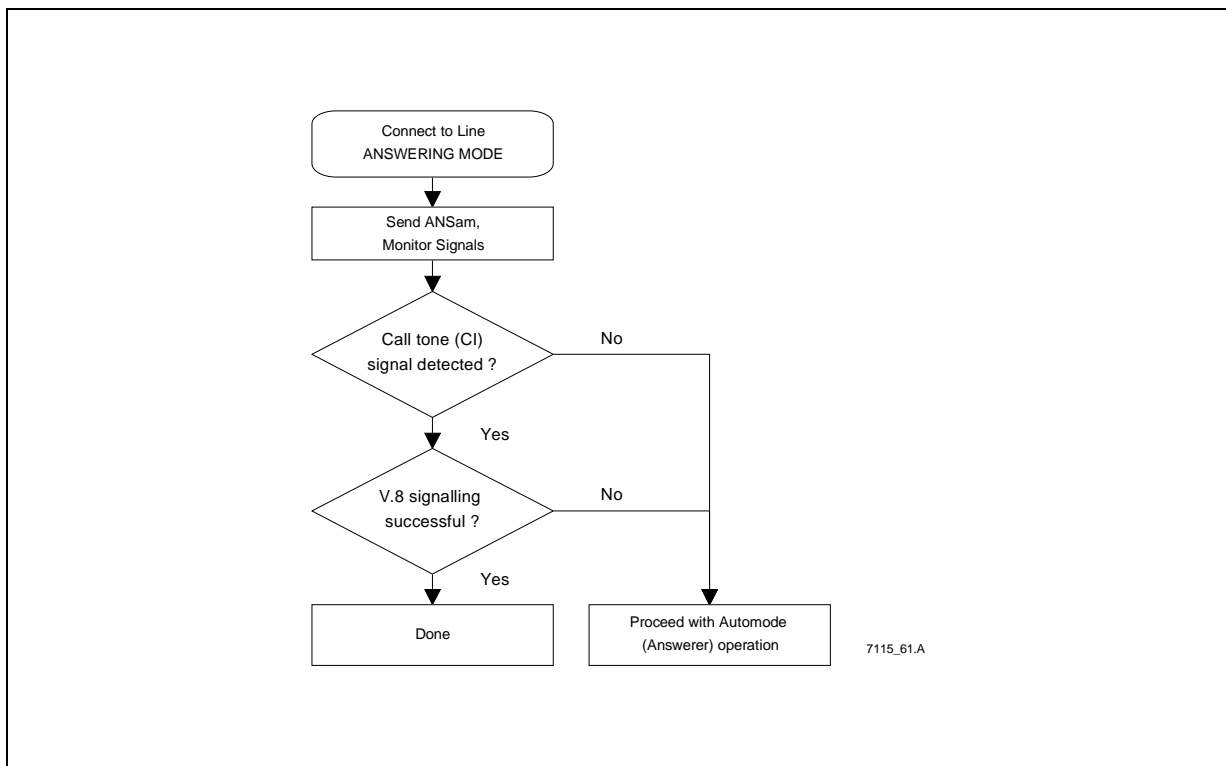 Connect to Line
ANSWERING MODE
Send ANSam,
Monitor Signals
Call tone (CI)
signal detected ?
No
Yes
V.8 signalling
successful ?
No
Yes
Done
Proceed with Automode
(Answerer) operation
7115_61.A